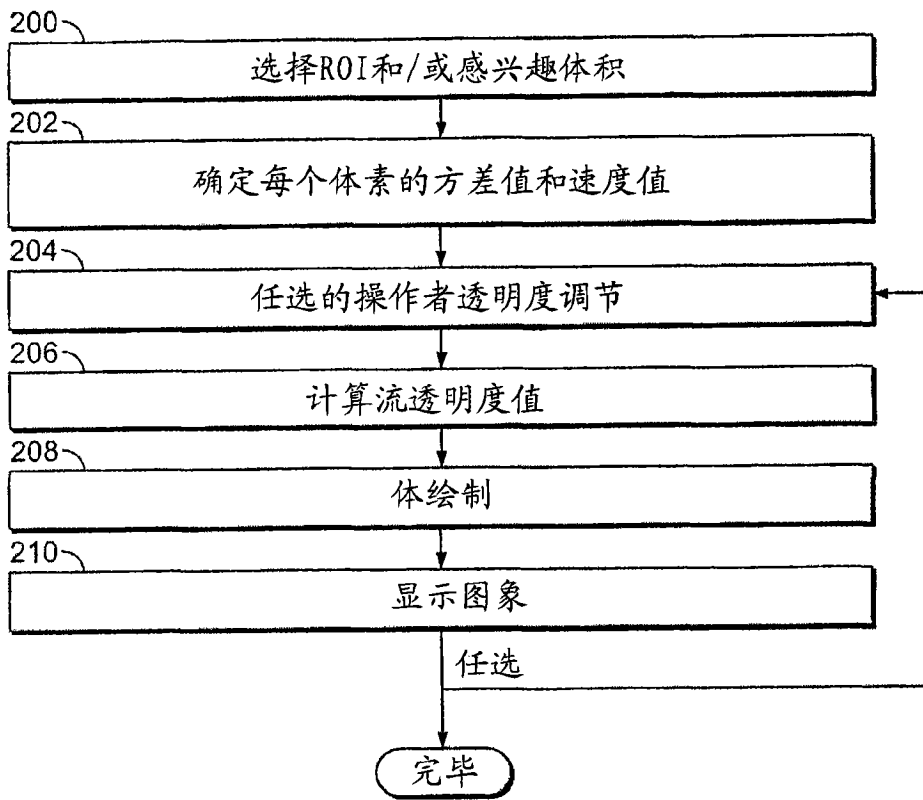 200
选择ROI和/或感兴趣体积
202
确定每个体素的方差值和速度值
204
任选的操作者透明度调节
206
计算流透明度值
208
体绘制
210
显示图象
任选
完毕